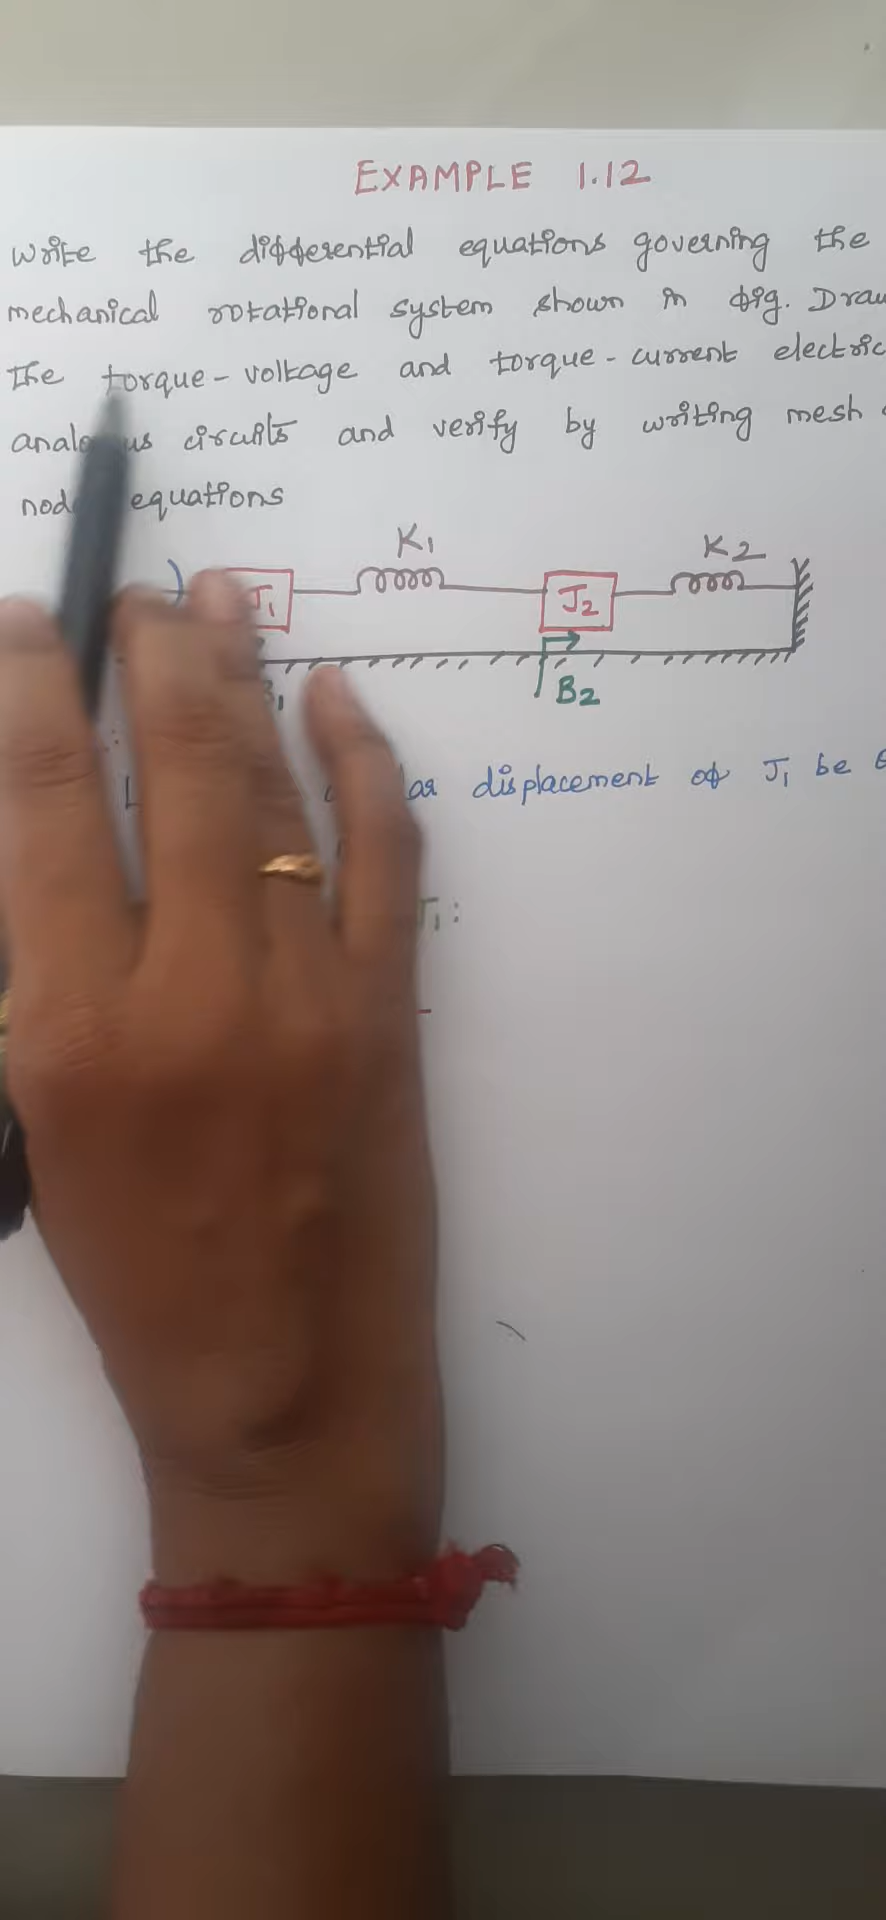 EXAMPLE 1.12
Write the differential equations governing the
mechanical rotational system shown in fig. Draw
The torque - voltage and torque - current electric
circuits and verify by writing mesh
equations
K1 K2
J1 J2
B2
displacement of J1 be
J1 :